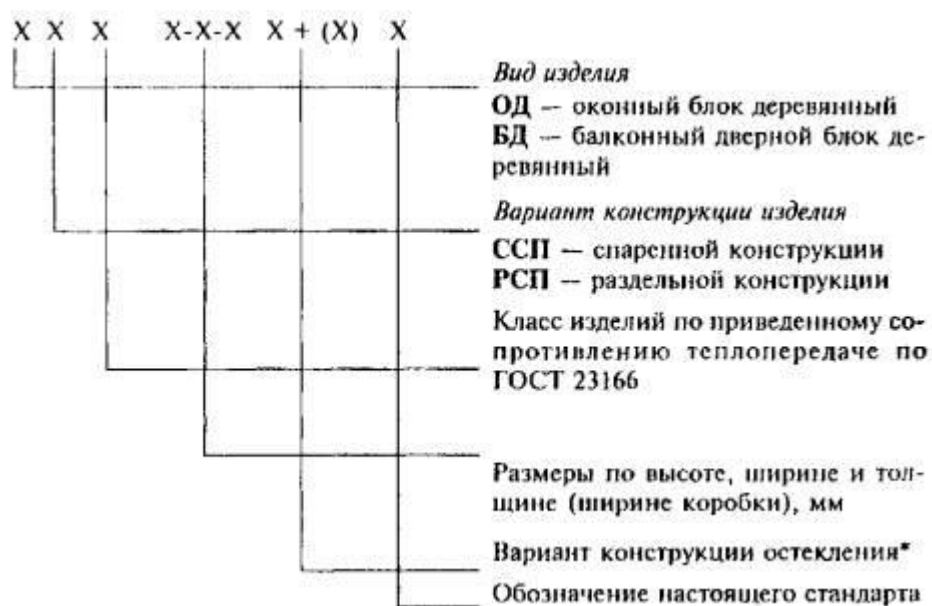 X X X X-X-X X + (X) X
Вид изделия
ОД — оконный блок деревянный
БД — балконный дверной блок де-
ревянный
Вариант конструкции изделия
ССП — спаренной конструкции
РСП — раздельной конструкции
Класс изделий по приведенному со-
противлению теплопередаче по
ГОСТ 23166
Размеры по высоте, ширине и тол-
щине (ширине коробки), мм
Вариант конструкции остекления*
Обозначение настоящего стандарта